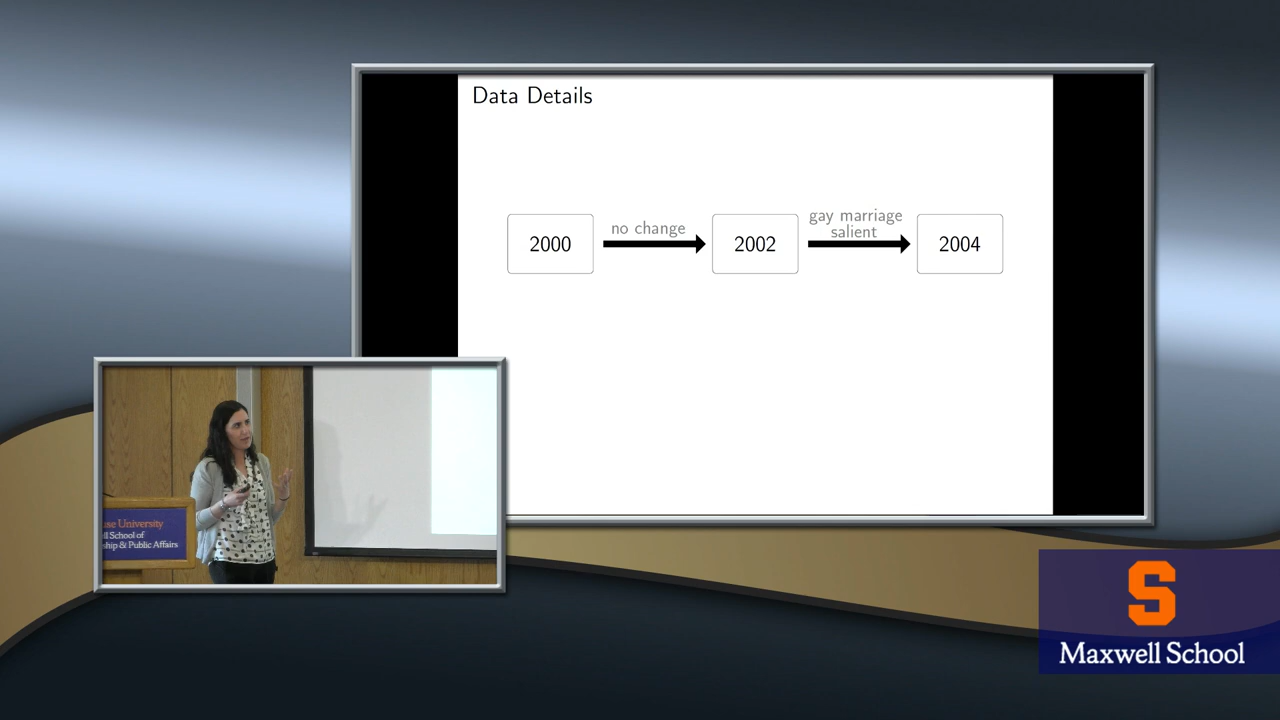 Data Details
2000
no change
2002
gay marriage
salient
2004
use University
ll School of
ship & Public Affairs
S
Maxwell School